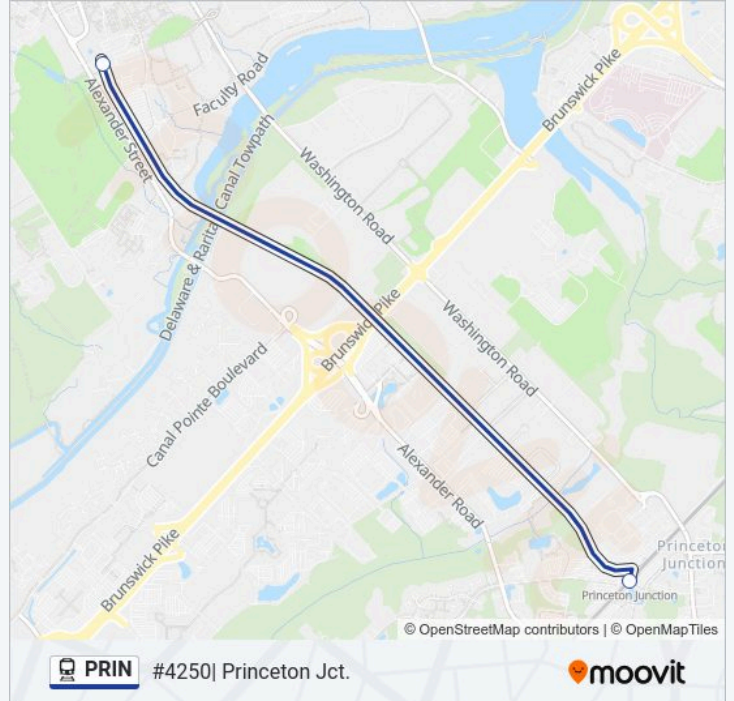 Faculty Road
Brunswick Pike
Alexander Street
Washington Road
Delaware & Raritan Canal Towpath
Brunswick Pike
Washington Road
Canal Pointe Boulevard
Alexander Road
Brunswick Pike
Princeton
Junction
Princeton Junction
© OpenStreetMap contributors | © OpenMapTiles
PRIN #4250| Princeton Jct. moovit